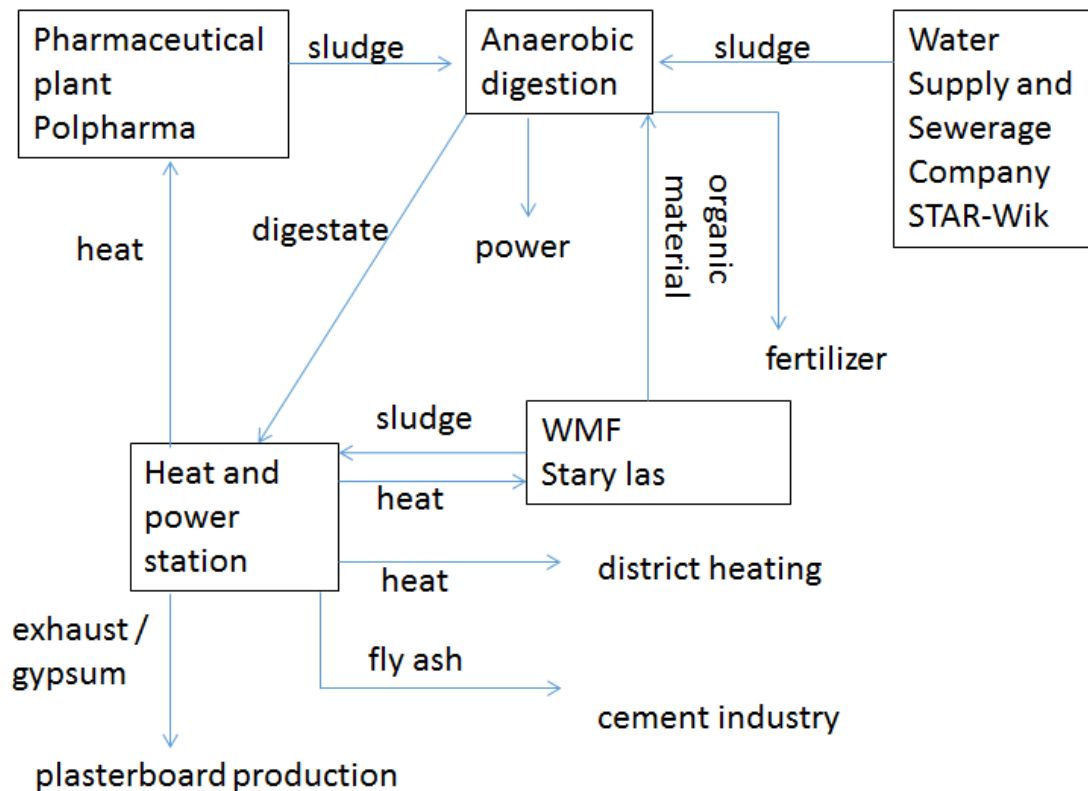 Pharmaceutical
plant
Polpharma
sludge
Anaerobic
digestion
sludge
Water
Supply and
Sewerage
Company
STAR-Wik
heat
digestate
power
organic
material
fertilizer
sludge
WMF
Stary las
Heat and
power
station
heat
heat
district heating
exhaust /
gypsum
fly ash
cement industry
plasterboard production